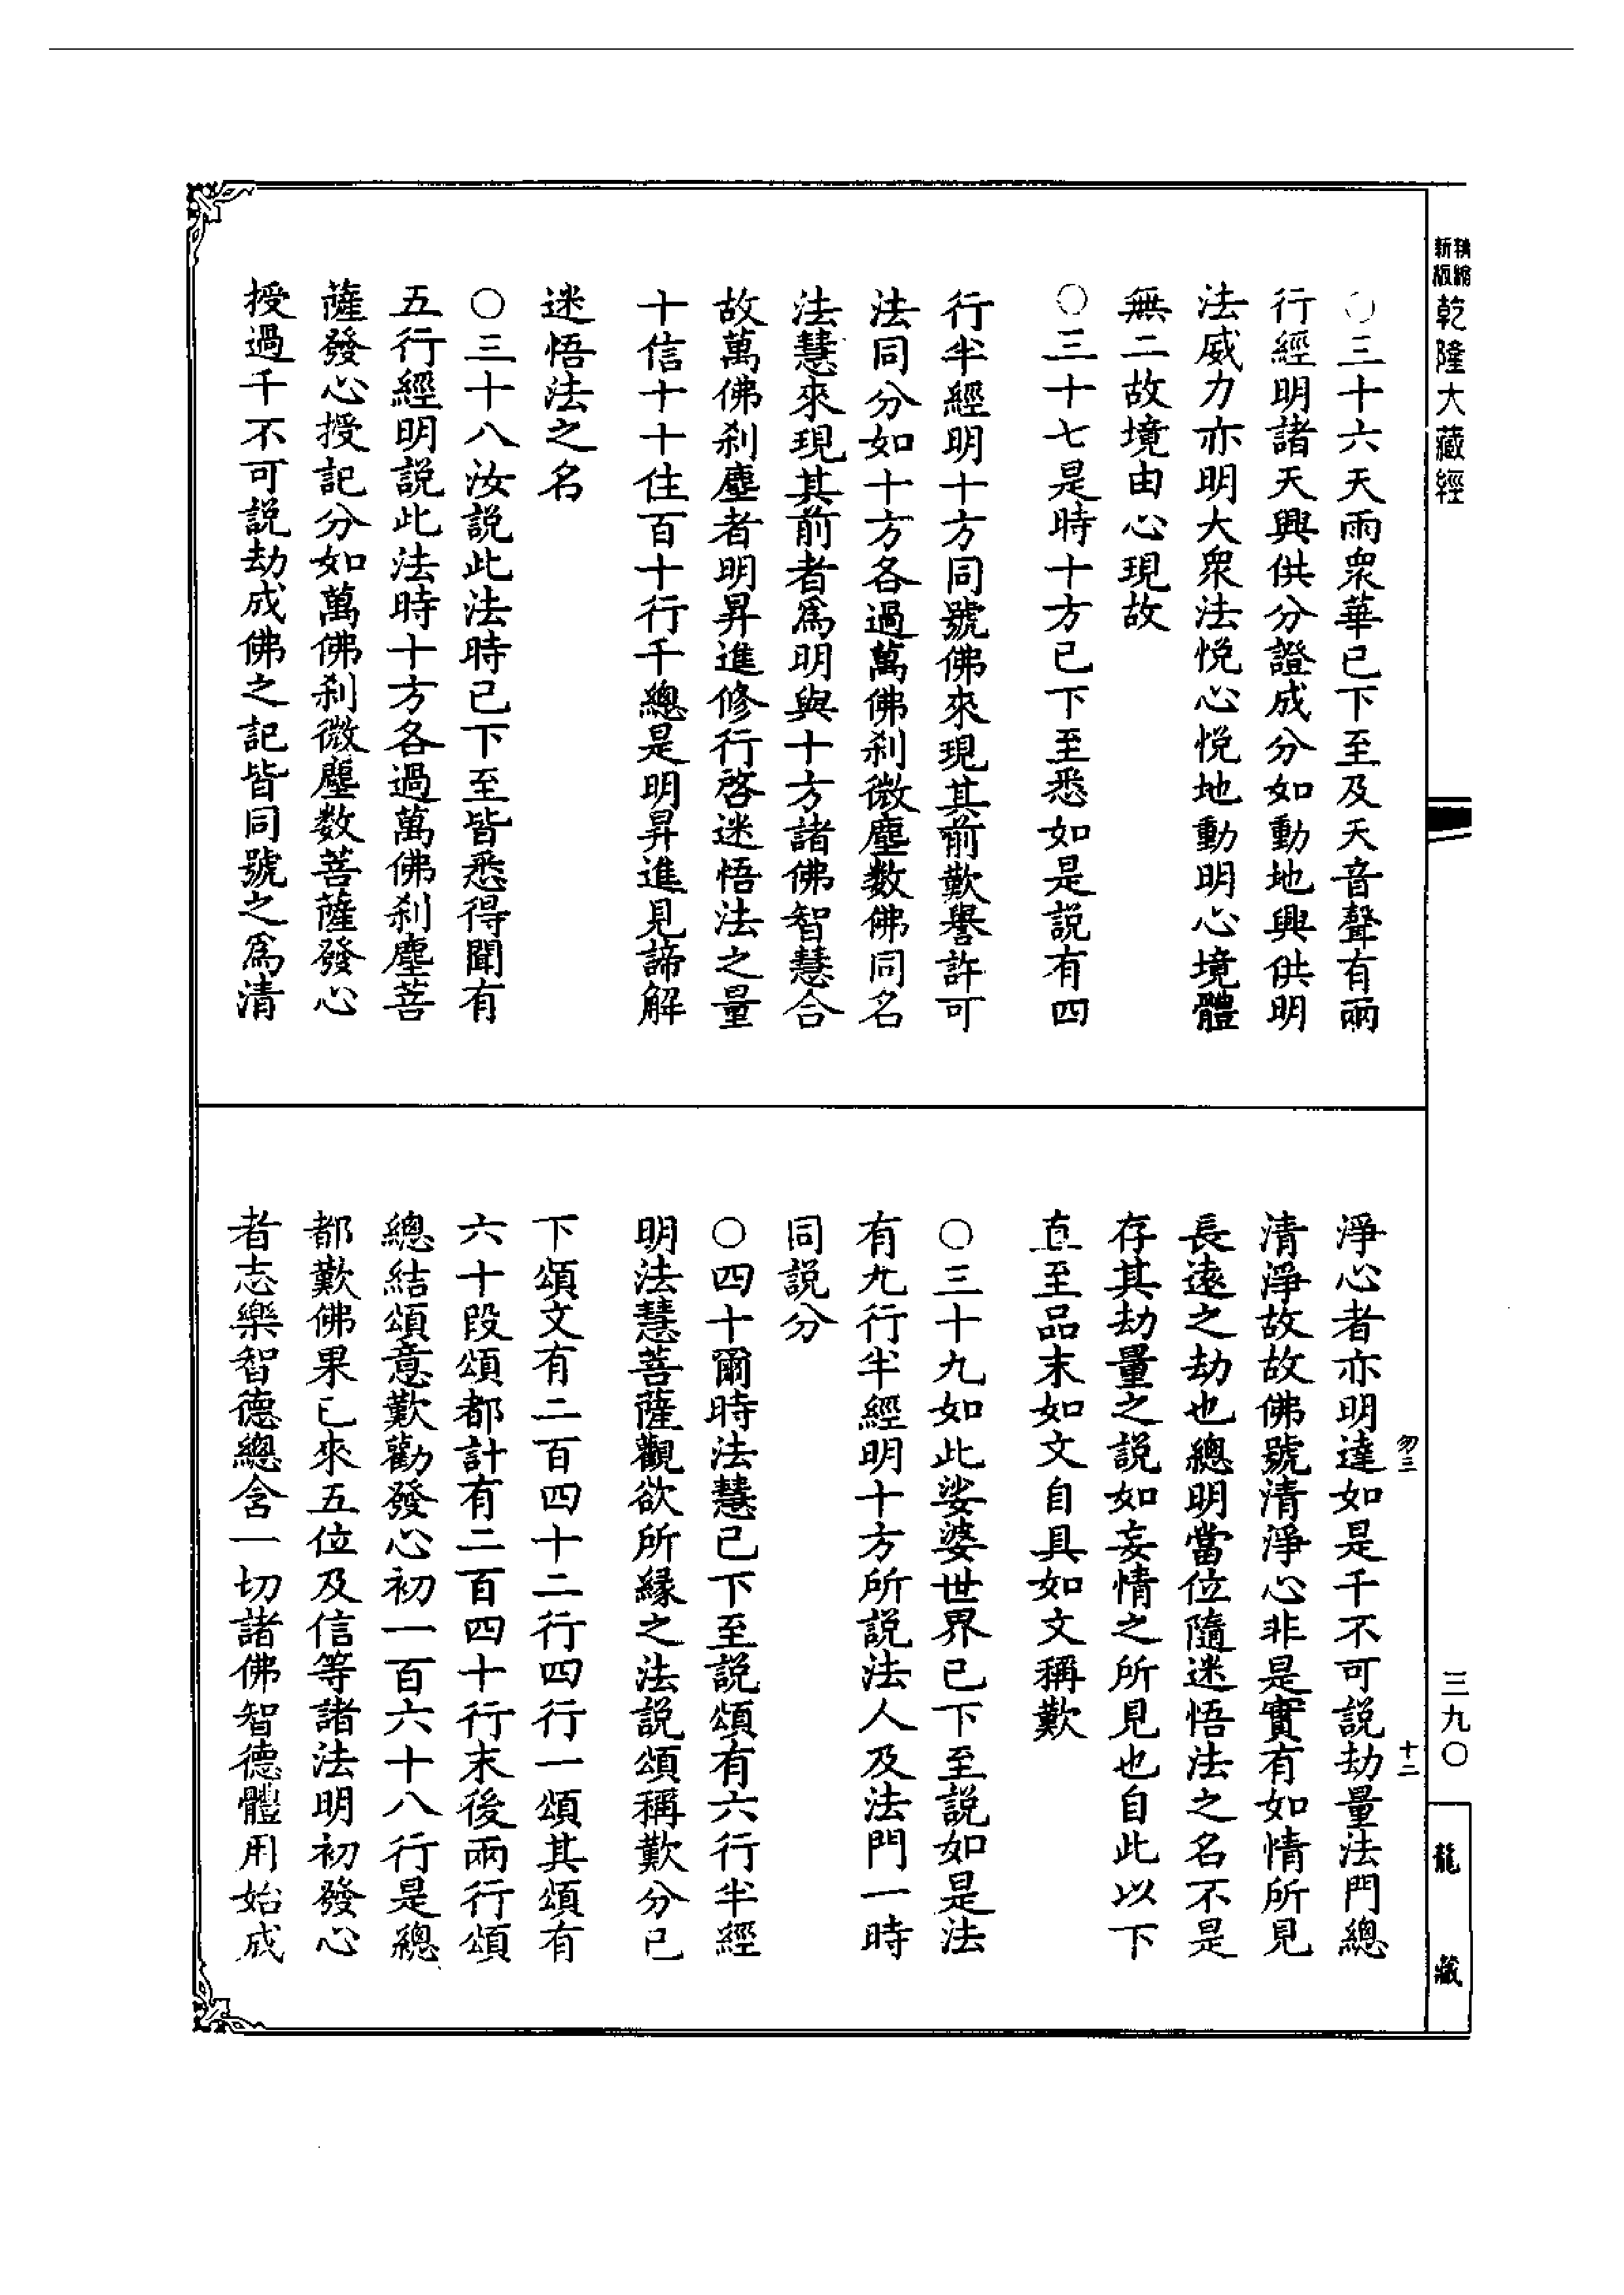 新版
精縮
乾隆大藏經
○三十六天雨衆華已下至及天音聲有兩
行經明諸天興供分證成分如動地興供明
法威力亦明大衆法悅心悅地動明心境體
無二故境由心現故
○三十七是時十方已下至悉如是說有四
行半經明十方同號佛來現其前歎譽許可
法同分如十方各過萬佛刹微塵數佛同名
法慧來現其前者爲明與十方諸佛智慧合
故萬佛刹塵者明昇進修行啓迷悟法之量
十信十十住百十行千總是明昇進見諦解
迷悟法之名
○三十八汝說此法時已下至皆悉得聞有
五行經明說此法時十方各過萬佛刹塵菩
薩發心授記分如萬佛刹微塵數菩薩發心
授過千不可說劫成佛之記皆同號之爲清
淨心者亦明達如是千不可說劫量法門總
清淨故故佛號清淨心非是實有如情所見
長遠之劫也總明當位隨迷悟法之名不是
存其劫量之說如妄情之所見也自此以下
直至品末如文自具如文稱歎
○三十九如此娑婆世界已下至說如是法
有九行半經明十方所說法人及法門一時
同說分
○四十爾時法慧已下至說頌有六行半經
明法慧菩薩觀欲所緣之法說頌稱歎分已
下頌文有二百四十二行四行一頌其頌有
六十段頌都計有二百四十行末後兩行頌
總結頌意歎勸發心初一百六十八行是總
都歎佛果已來五位及信等諸法明初發心
者志樂智德總含一切諸佛智德體用始成
勿三
十二
三九〇
龍藏